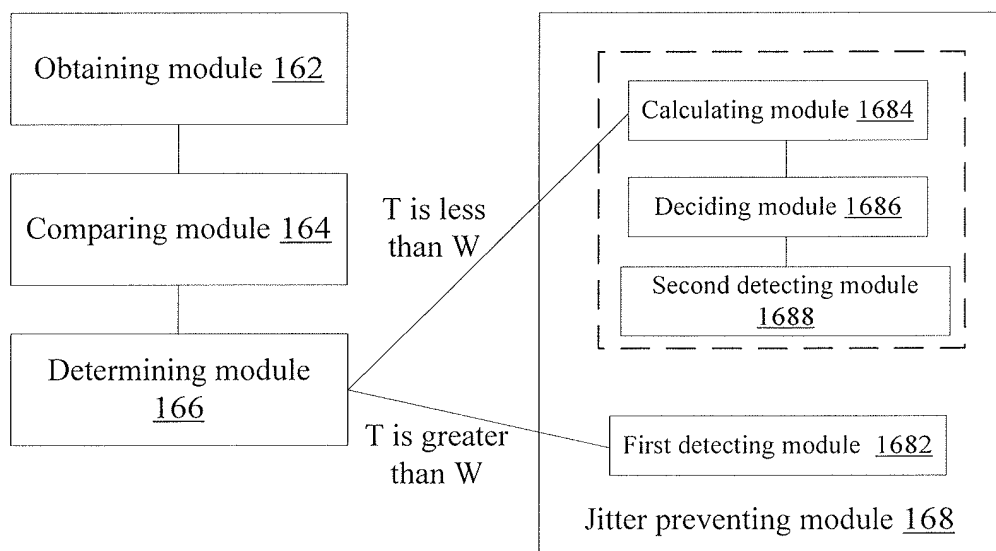 Obtaining module 162
Comparing module 164
Determining module
166
T is less
than W
T is greater
than W
Calculating module 1684
Deciding module 1686
Second detecting module
1688
First detecting module 1682
Jitter preventing module 168